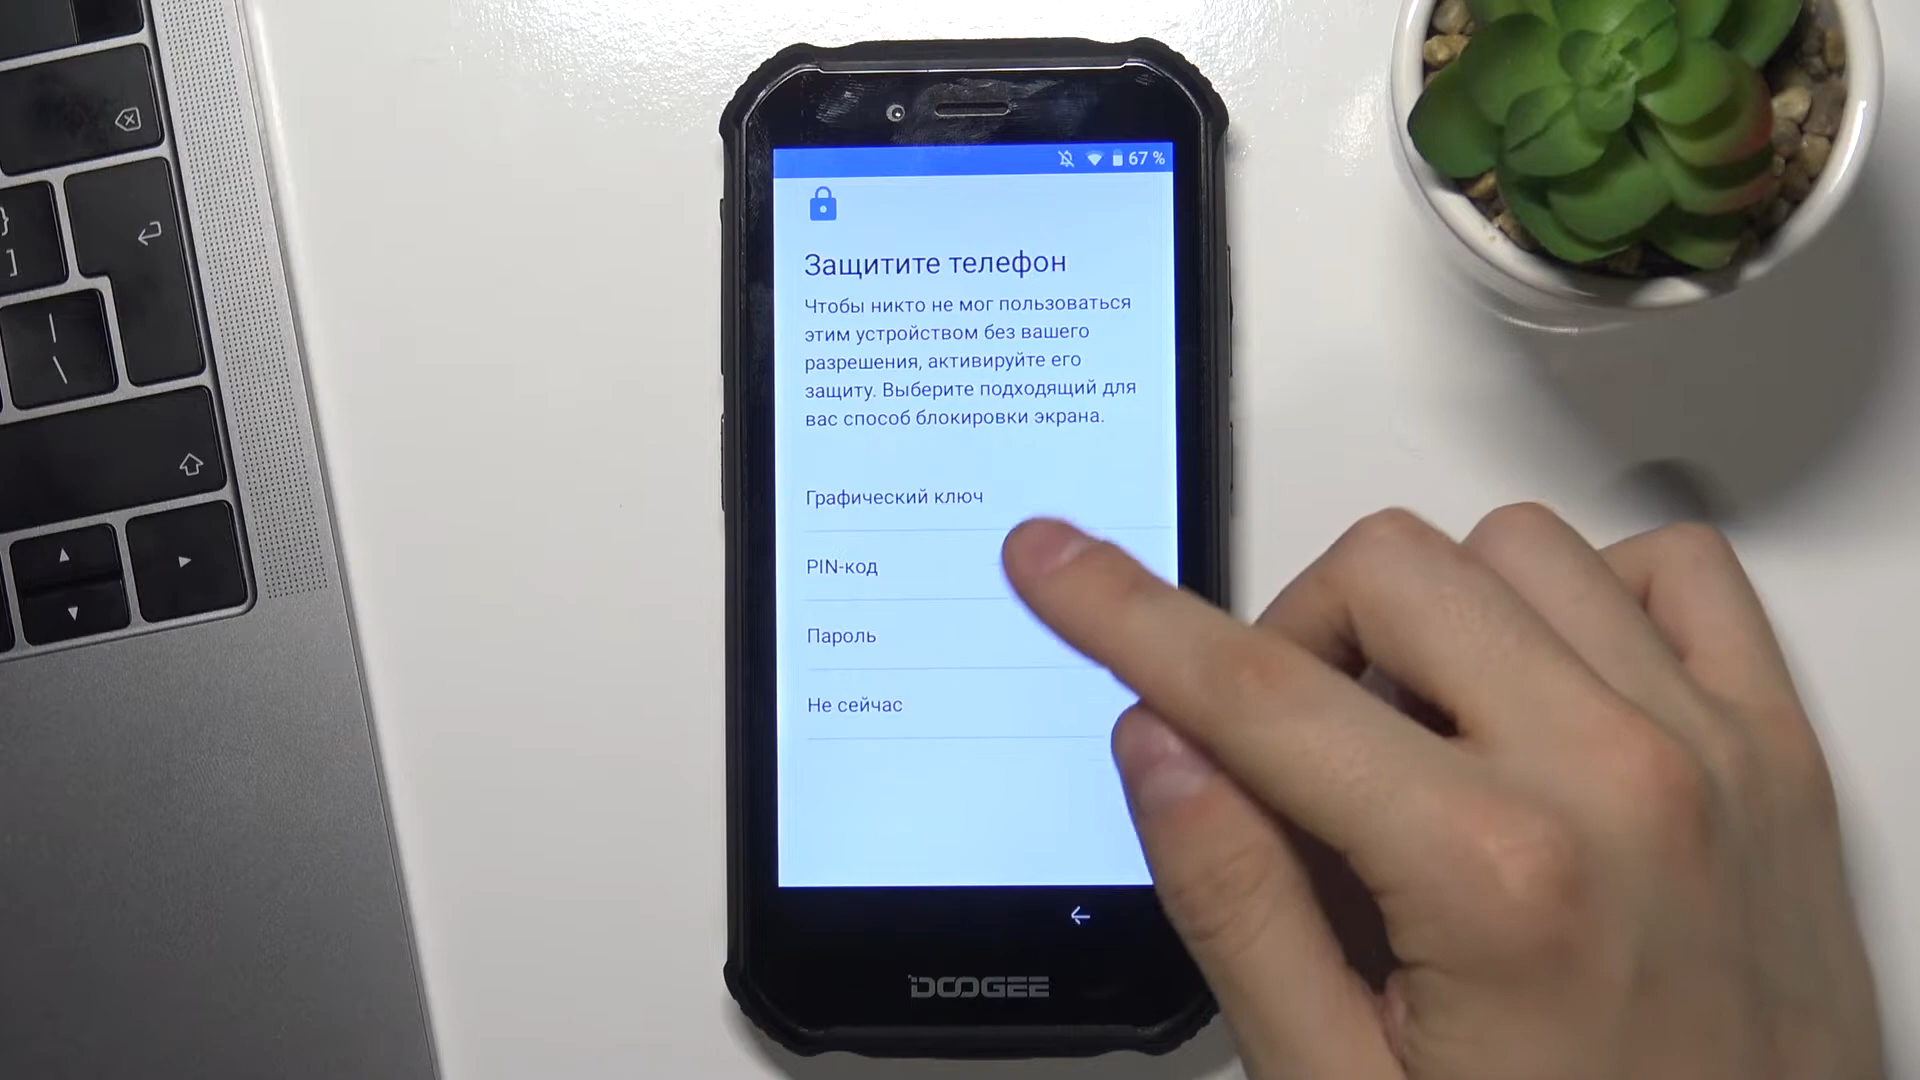 67 %
Защитите телефон
Чтобы никто не мог пользоваться
этим устройством без вашего
разрешения, активируйте его
защиту. Выберите подходящий для
вас способ блокировки экрана.
Графический ключ
PIN-код
Пароль
Не сейчас
DOOGEE
}
]
|
\